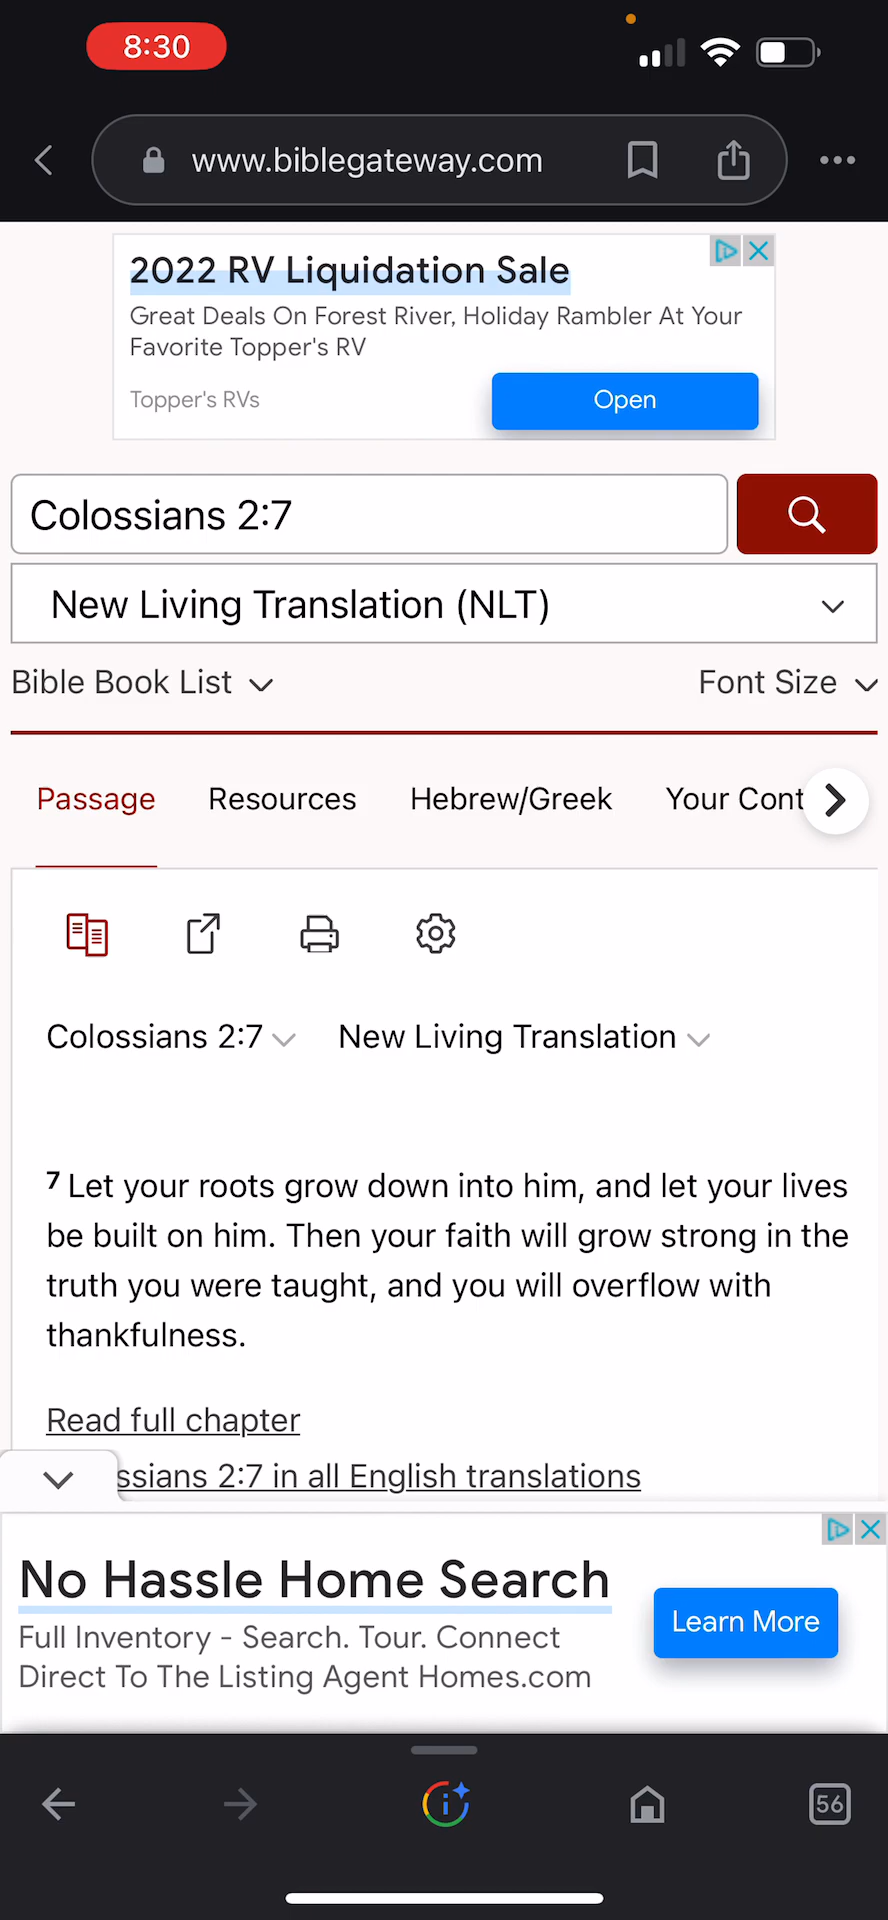 8:30
www.biblegateway.com
2022 RV Liquidation Sale
Great Deals On Forest River, Holiday Rambler At Your
Favorite Topper's RV
Topper's RVs
Open
Colossians 2:7
New Living Translation (NLT)
Bible Book List
Font Size
Passage Resources Hebrew/Greek Your Cont
Colossians 2:7 New Living Translation
7 Let your roots grow down into him, and let your lives
be built on him. Then your faith will grow strong in the
truth you were taught, and you will overflow with
thankfulness.
Read full chapter
ssians 2:7 in all English translations
No Hassle Home Search
Full Inventory - Search. Tour. Connect
Direct To The Listing Agent Homes.com
Learn More
56